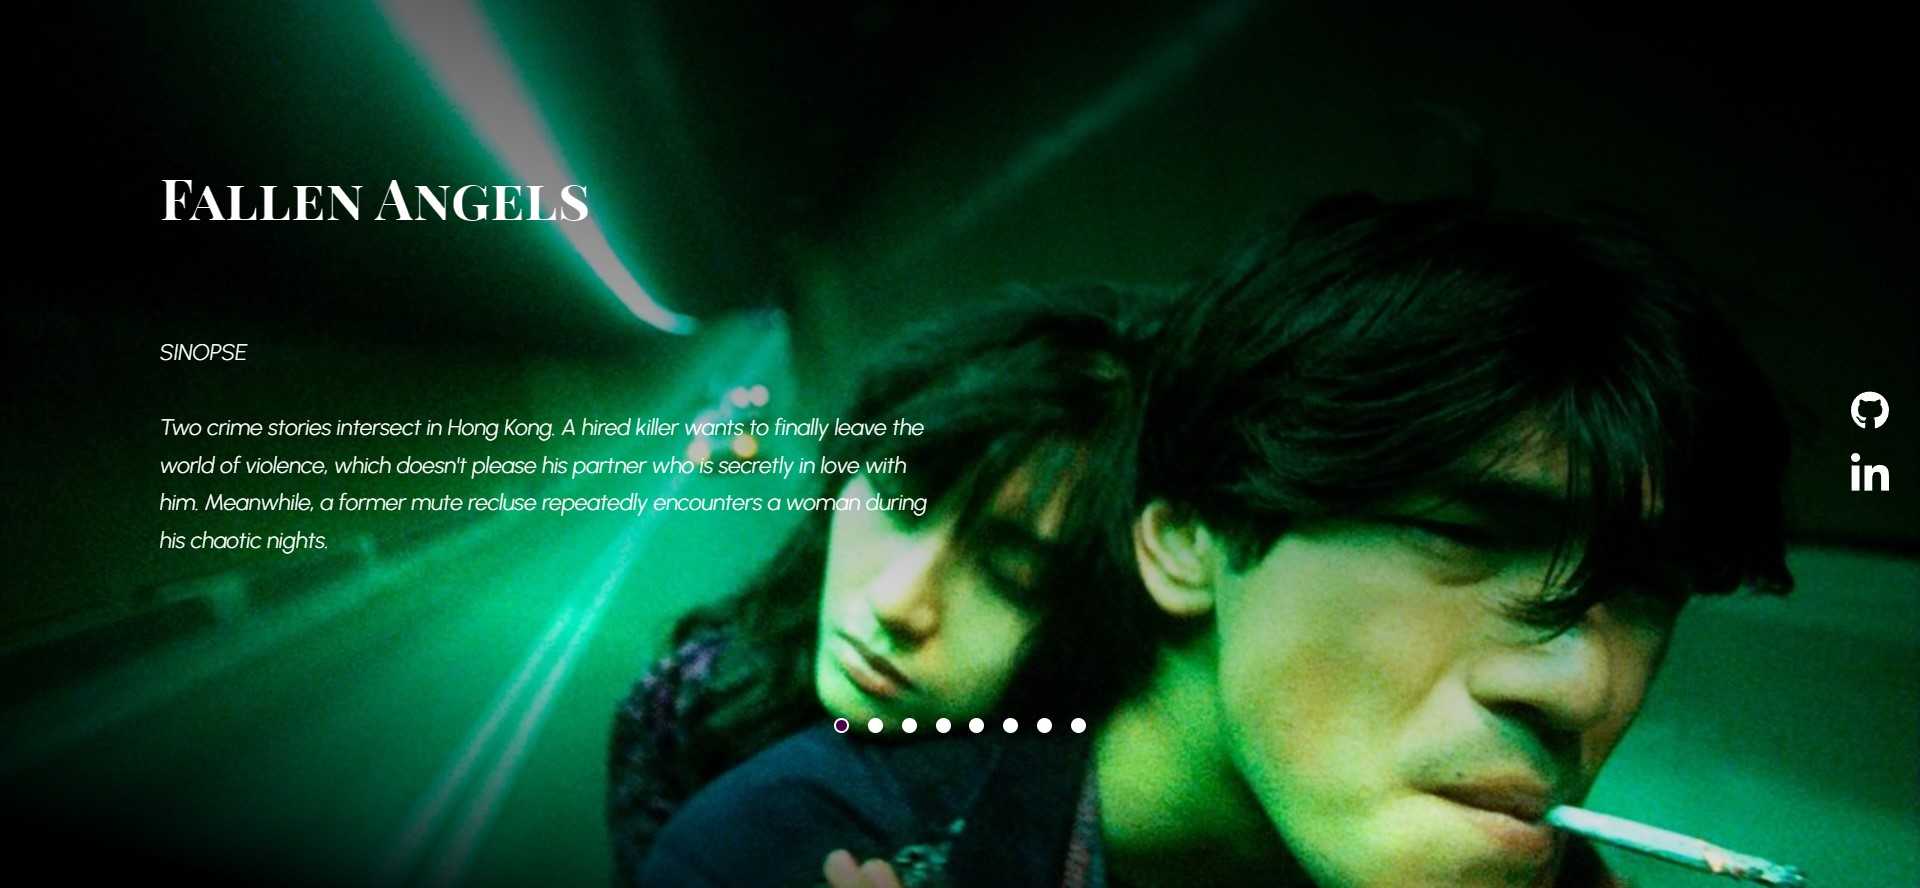 FALLEN ANGELS
SINOPSE
Two crime stories intersect in Hong Kong. A hired killer wants to finally leave the
world of violence, which doesn't please his partner who is secretly in love with
him. Meanwhile, a former mute recluse repeatedly encounters a woman during
his chaotic nights.
in